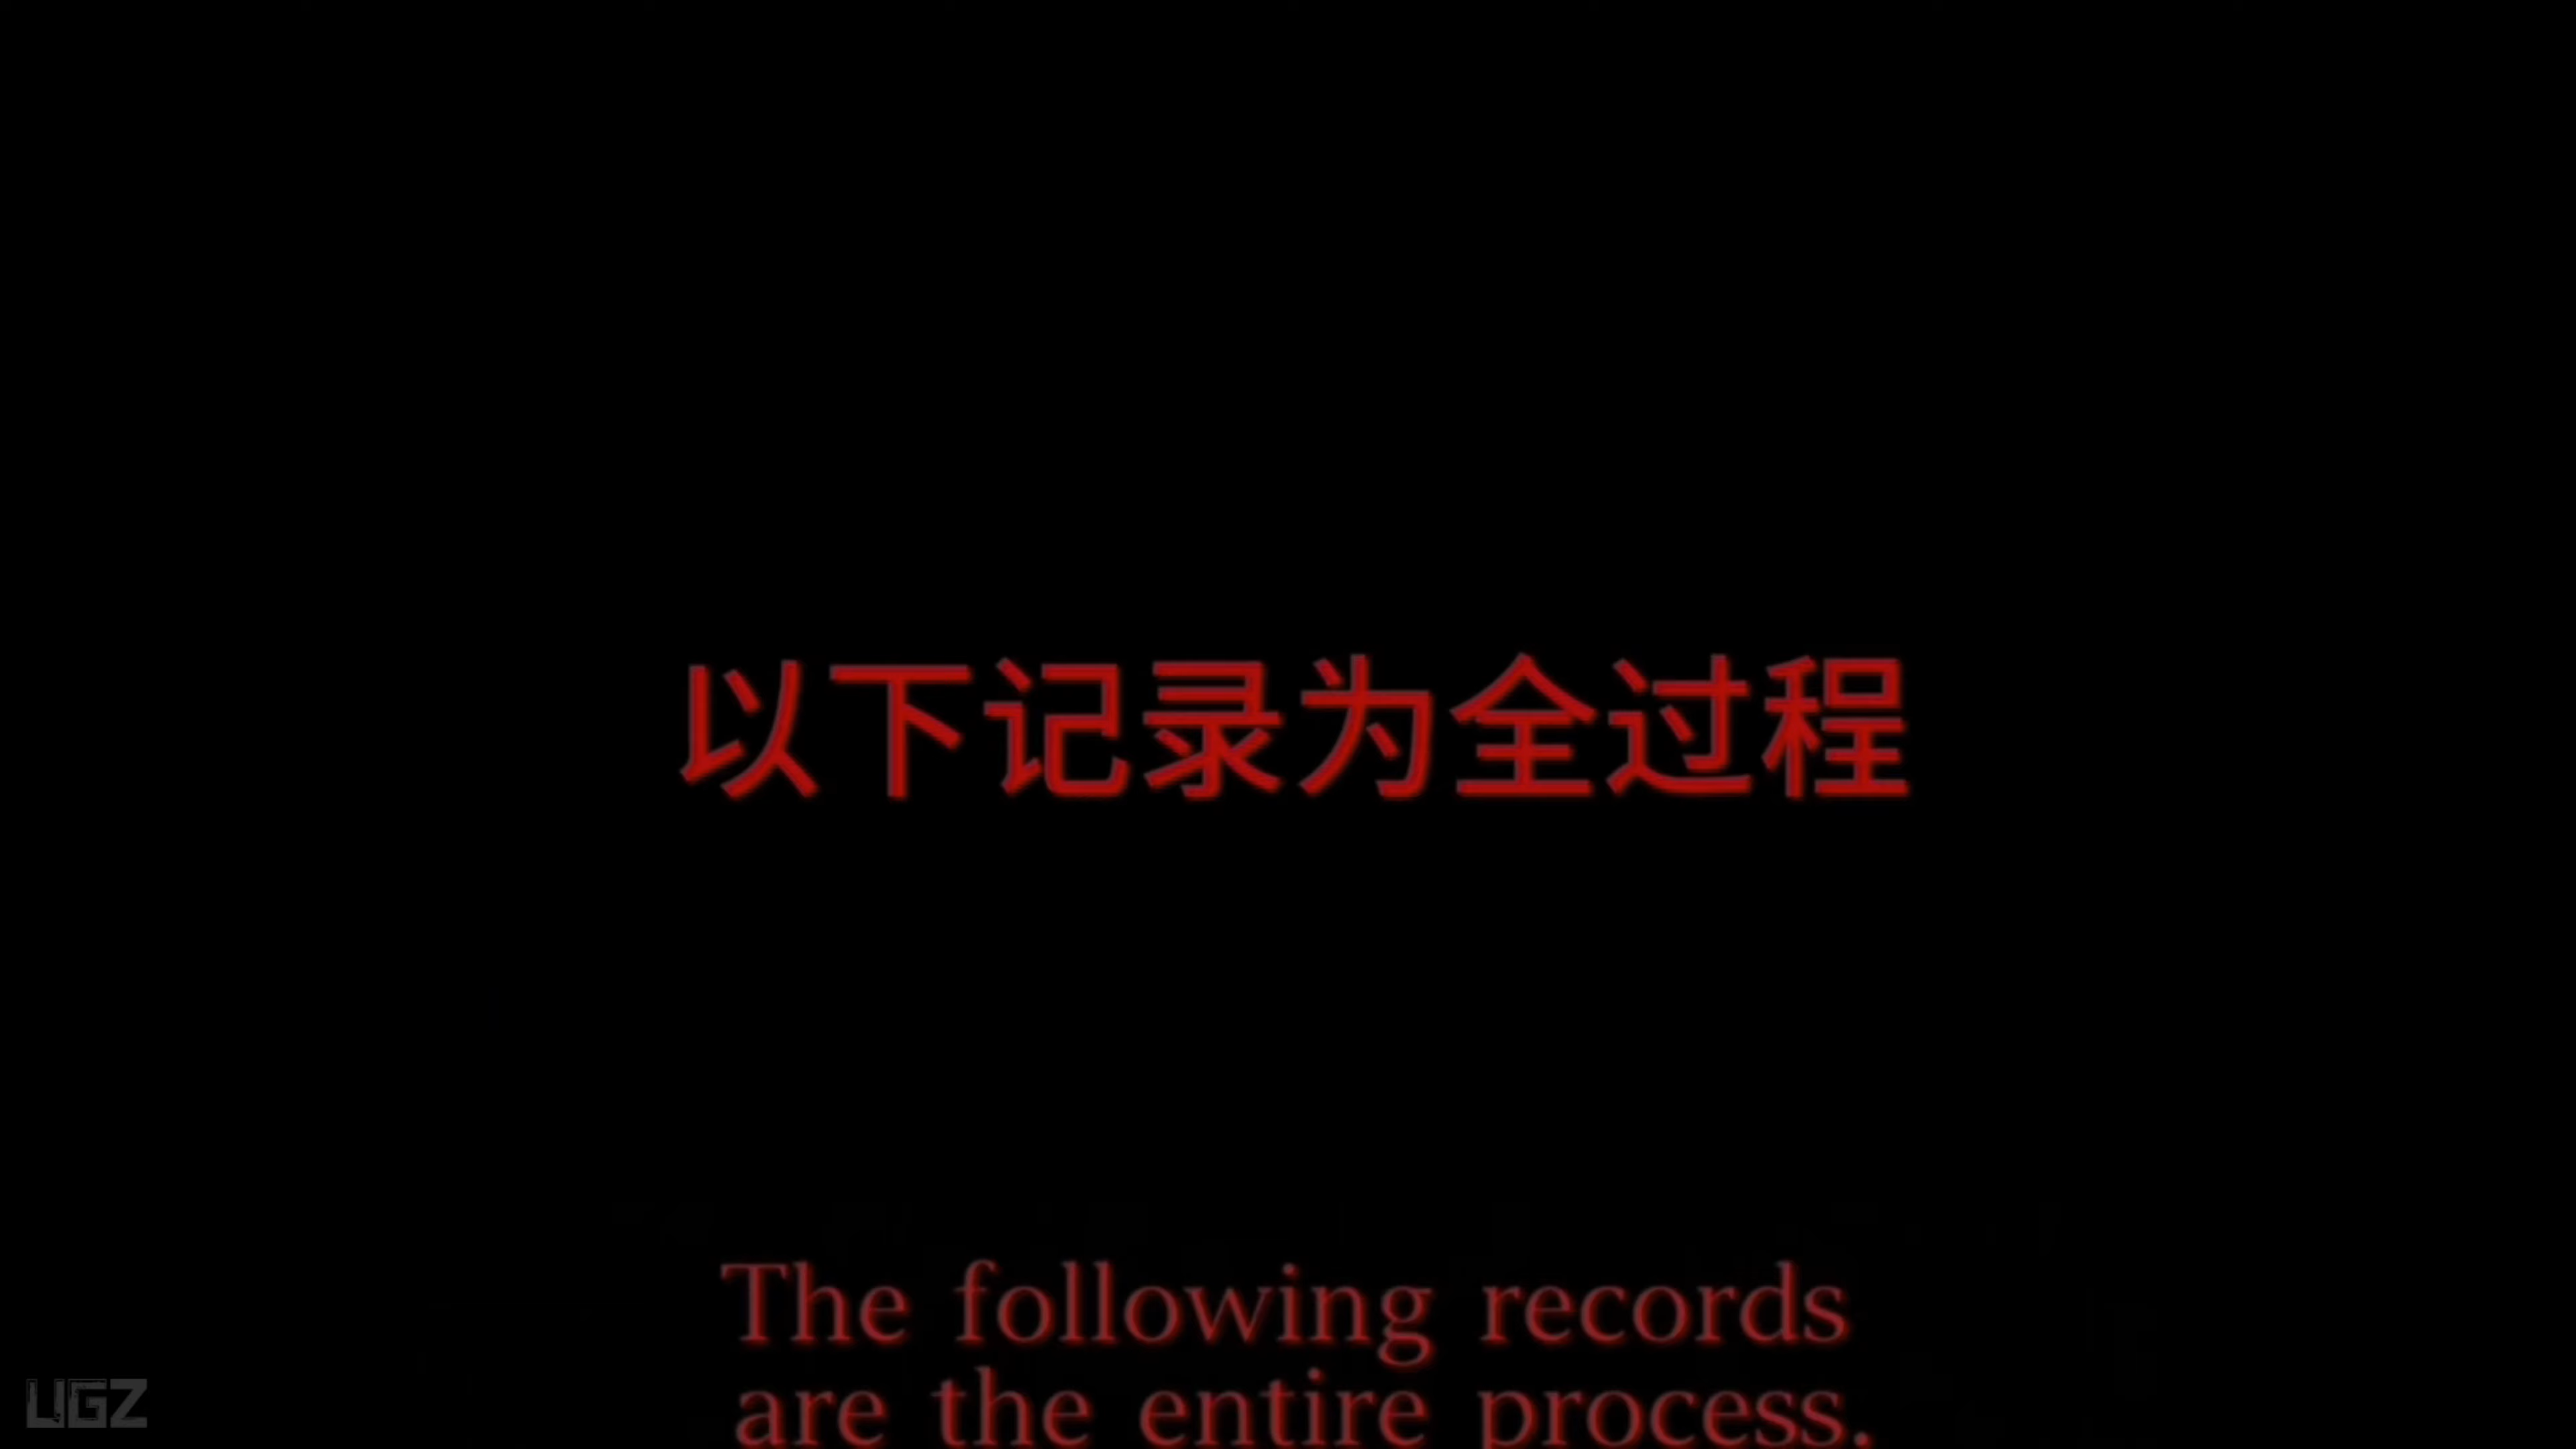 以下记录为全过程
The following records
are the entire process.
UGZ